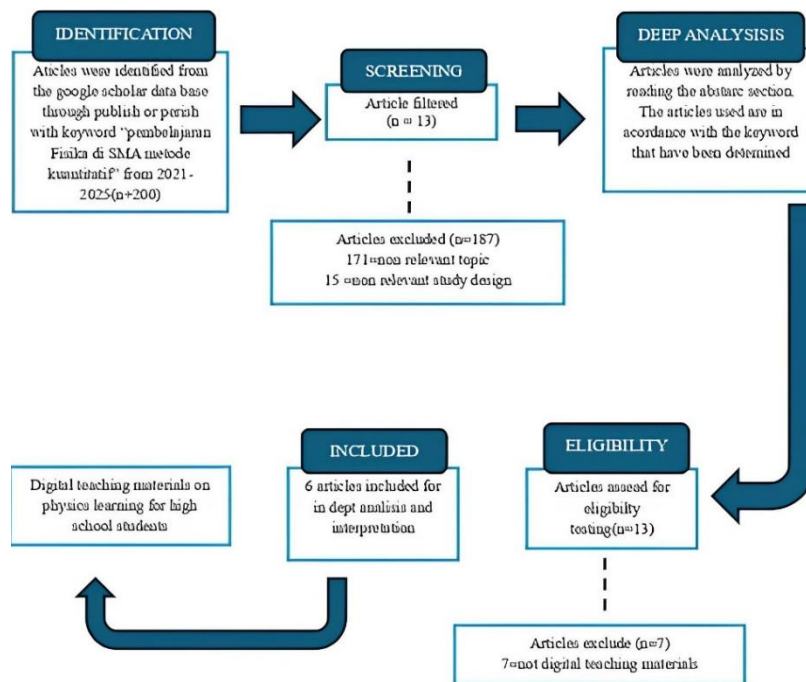 IDENTIFICATION
Aticles were identified from
the google scholar data base
through publish or perish
with keyword "pembelajaran
Fisika di SMA metode
kuantitatif" from 2021-
2025(n+200)
SCREENING
Article filtered
(n = 13)
Articles excluded (n=187)
171=non relevant topic
15 =non relevant study design
DEEP ANALYSISIS
Articles were analyzed by
reading the abstarc section.
The articles used are in
acordance with the keyword
that have been determined
ELIGIBILITY
Articles assead for
eligibilty
testing(n=13)
Articles exclude (n=7)
7=not digital teaching materials
INCLUDED
6 articles included for
in dept analysis and
interpretation
Digital teaching materials on
physics learning for high
school students